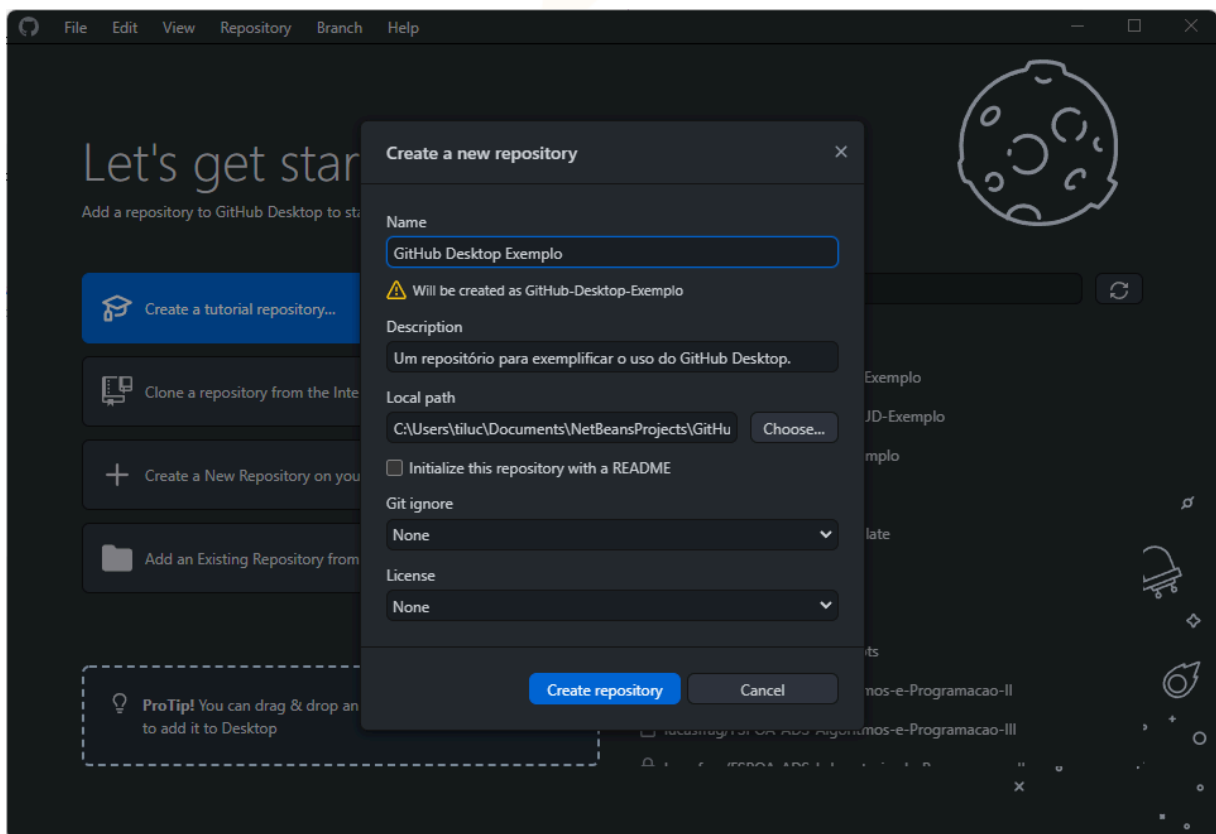 File Edit View Repository Branch Help
Let's get star
Add a repository to GitHub Desktop to sta
Create a tutorial repository...
Clone a repository from the Inte
Create a New Repository on you
Add an Existing Repository from
ProTip! You can drag & drop an
to add it to Desktop
Create a new repository
Name
GitHub Desktop Exemplo
Will be created as GitHub-Desktop-Exemplo
Description
Um repositório para exemplificar o uso do GitHub Desktop.
Local path
C:\Users\tiluc\Documents\NetBeansProjects\GitHu
Choose...
Initialize this repository with a README
Git ignore
None
License
None
Create repository
Cancel
Exemplo
JD-Exemplo
mplo
late
ts
mos-e-Programacao-II
mos-e-Programacao-III